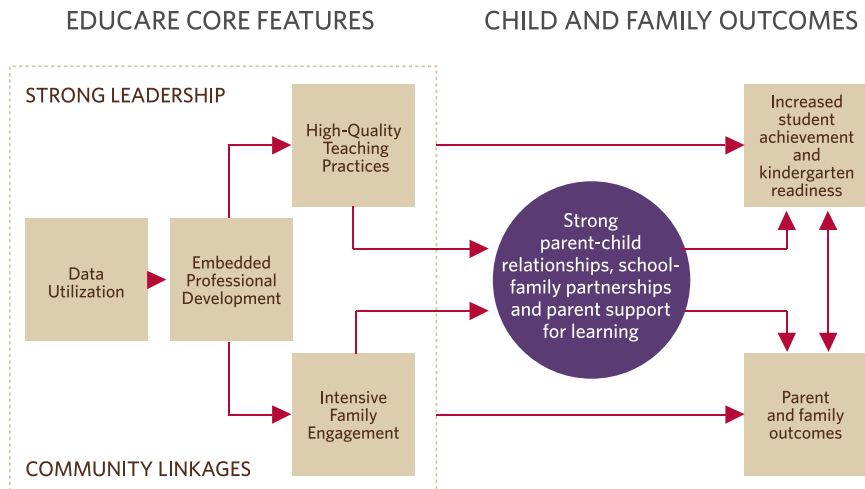 EDUCARE CORE FEATURES
CHILD AND FAMILY OUTCOMES
STRONG LEADERSHIP
High-Quality
Teaching
Practices
Data
Utilization
Embedded
Professional
Development
Intensive
Family
Engagement
COMMUNITY LINKAGES
Strong
parent-child
relationships, school-
family partnerships
and parent support
for learning
Increased
student
achievement
and
kindergarten
readiness
Parent
and family
outcomes